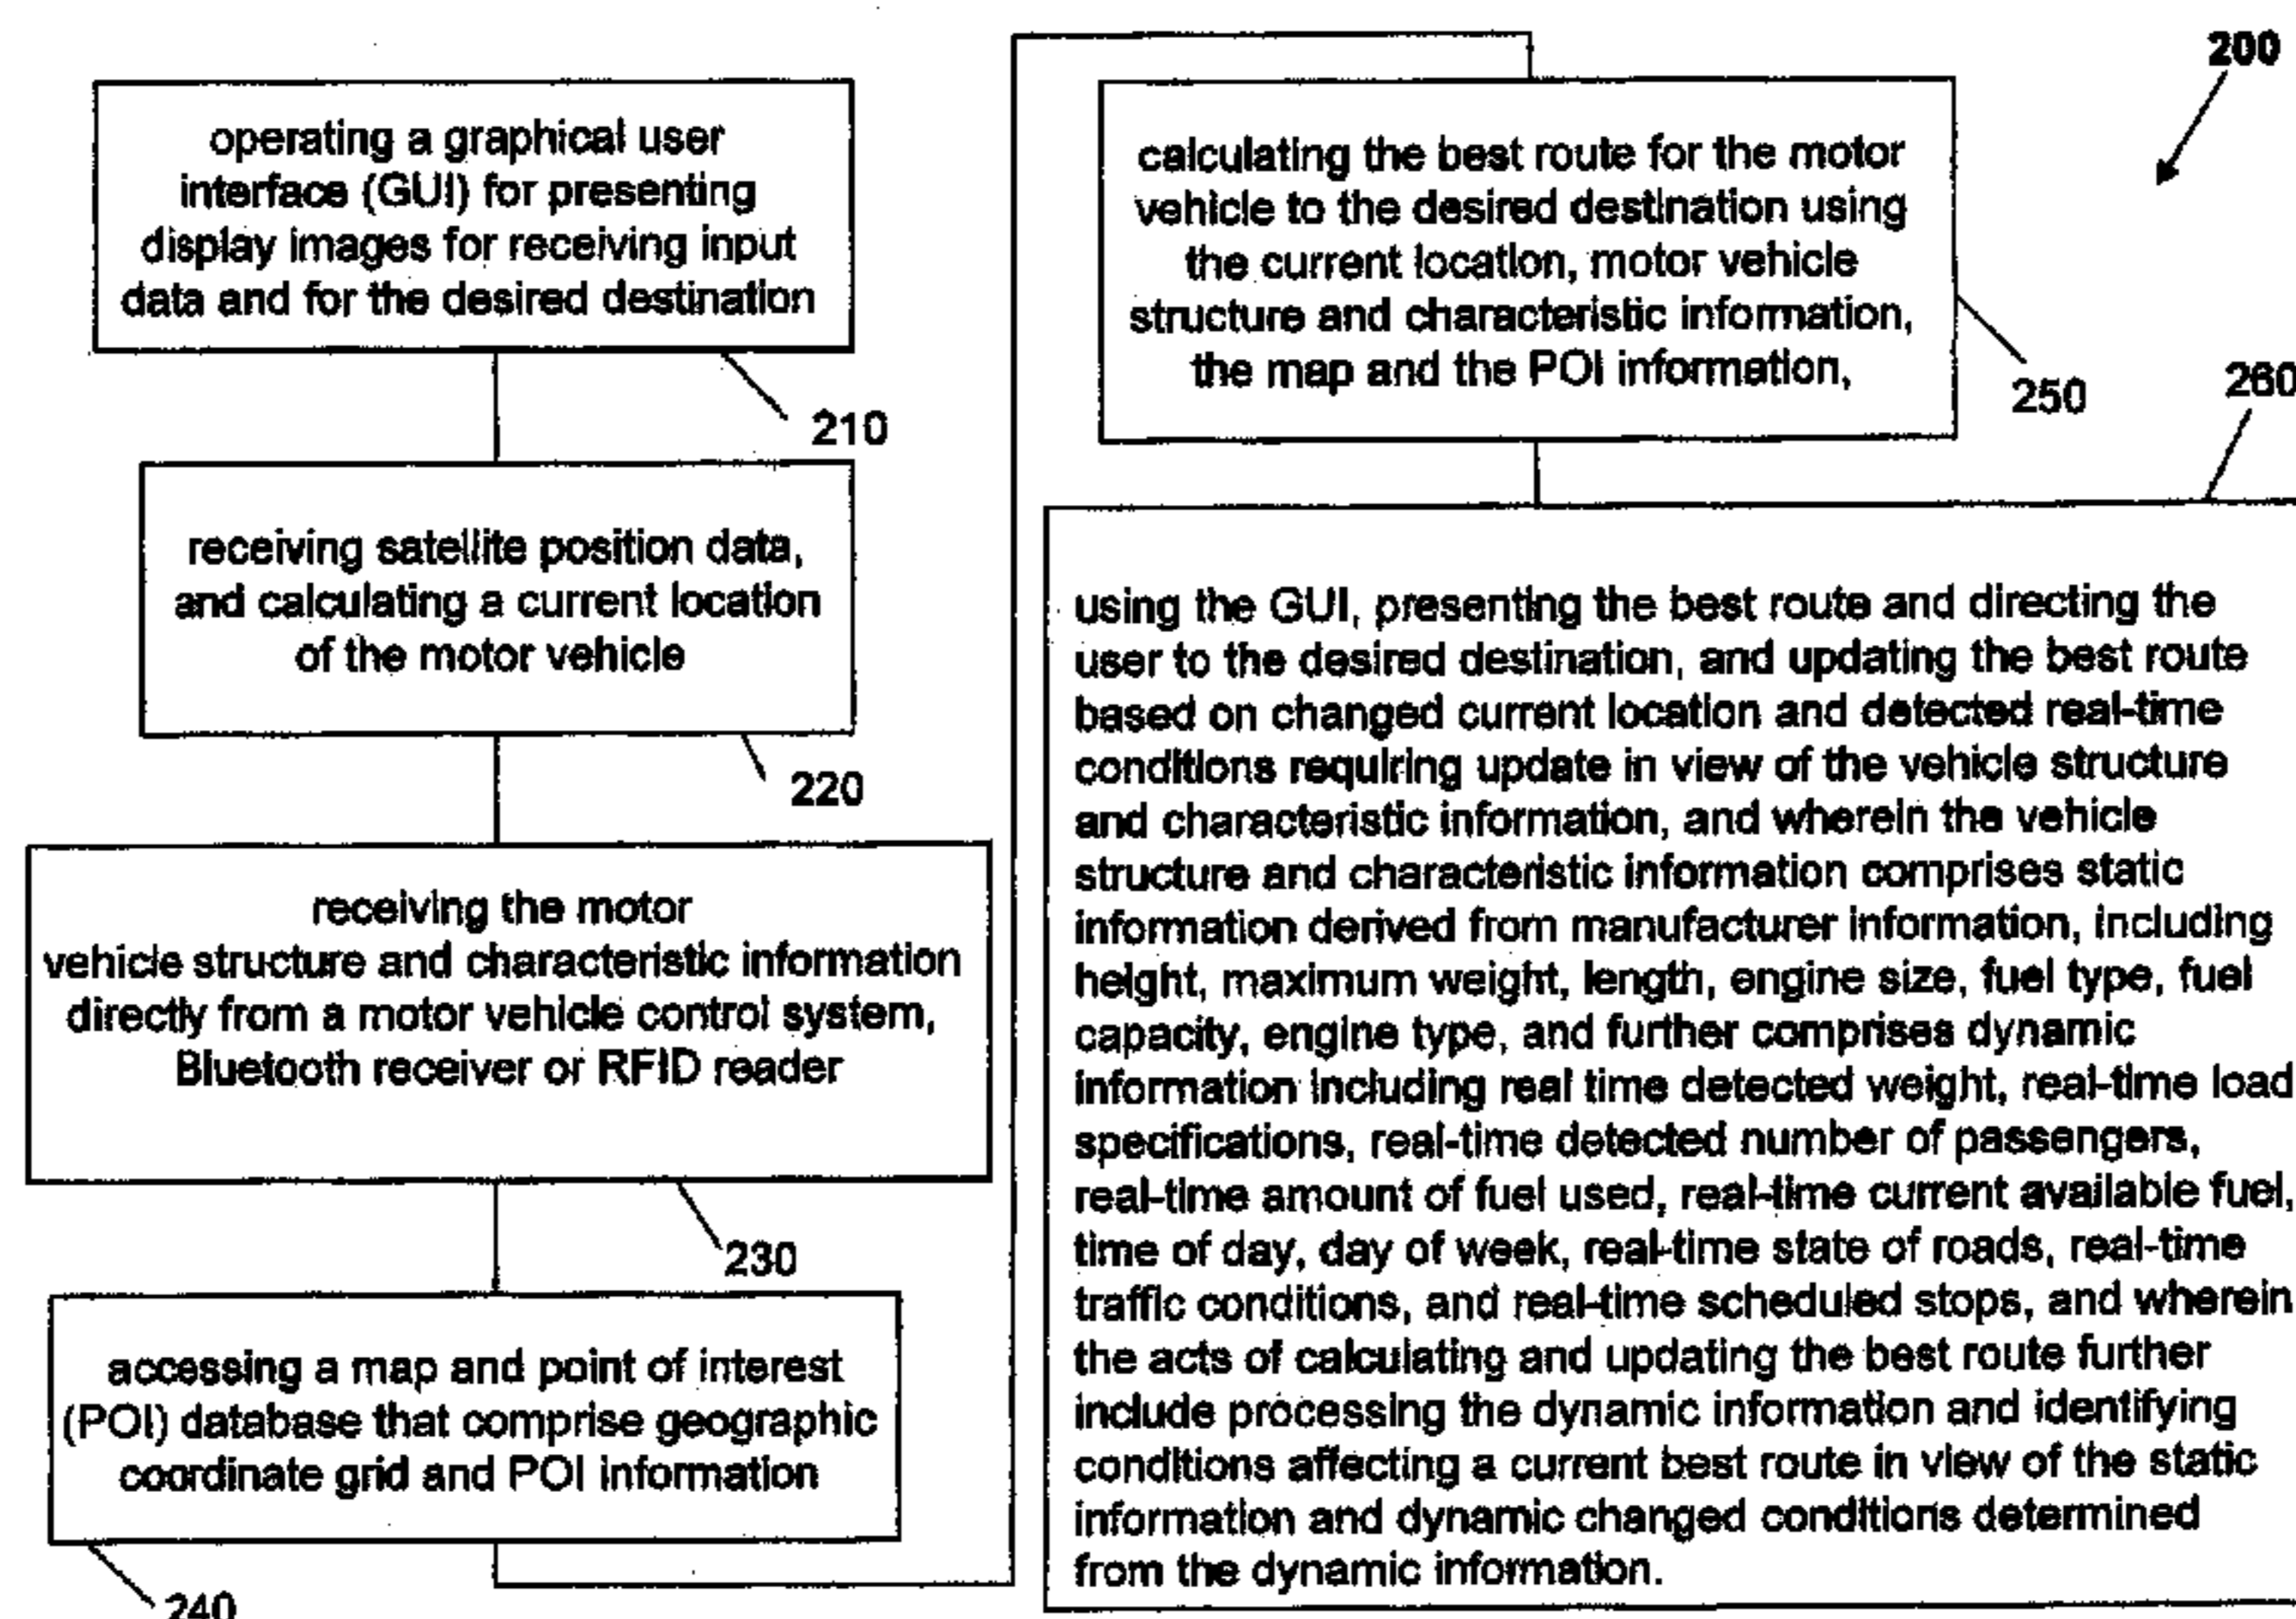 200
operating a graphical user
interface (GUI) for presenting
display images for receiving input
data and for the desired destination
210
receiving satellite position data,
and calculating a current location
of the motor vehicle
220
receiving the motor
vehicle structure and characteristic information
directly from a motor vehicle control system,
Bluetooth receiver or RFID reader
230
accessing a map and point of interest
(POI) database that comprise geographic
coordinate grid and POI information
240
calculating the best route for the motor
vehicle to the desired destination using
the current location, motor vehicle
structure and characteristic information,
the map and the POI information,
250
260
using the GUI, presenting the best route and directing the
user to the desired destination, and updating the best route
based on changed current location and detected real-time
conditions requiring update in view of the vehicle structure
and characteristic information, and wherein the vehicle
structure and characteristic information comprises static
information derived from manufacturer information, including
height, maximum weight, length, engine size, fuel type, fuel
capacity, engine type, and further comprises dynamic
information including real time detected weight, real-time load
specifications, real-time detected number of passengers,
real-time amount of fuel used, real-time current available fuel,
time of day, day of week, real-time state of roads, real-time
traffic conditions, and real-time scheduled stops, and wherein
the acts of calculating and updating the best route further
include processing the dynamic information and identifying
conditions affecting a current best route in view of the static
information and dynamic changed conditions determined
from the dynamic information.